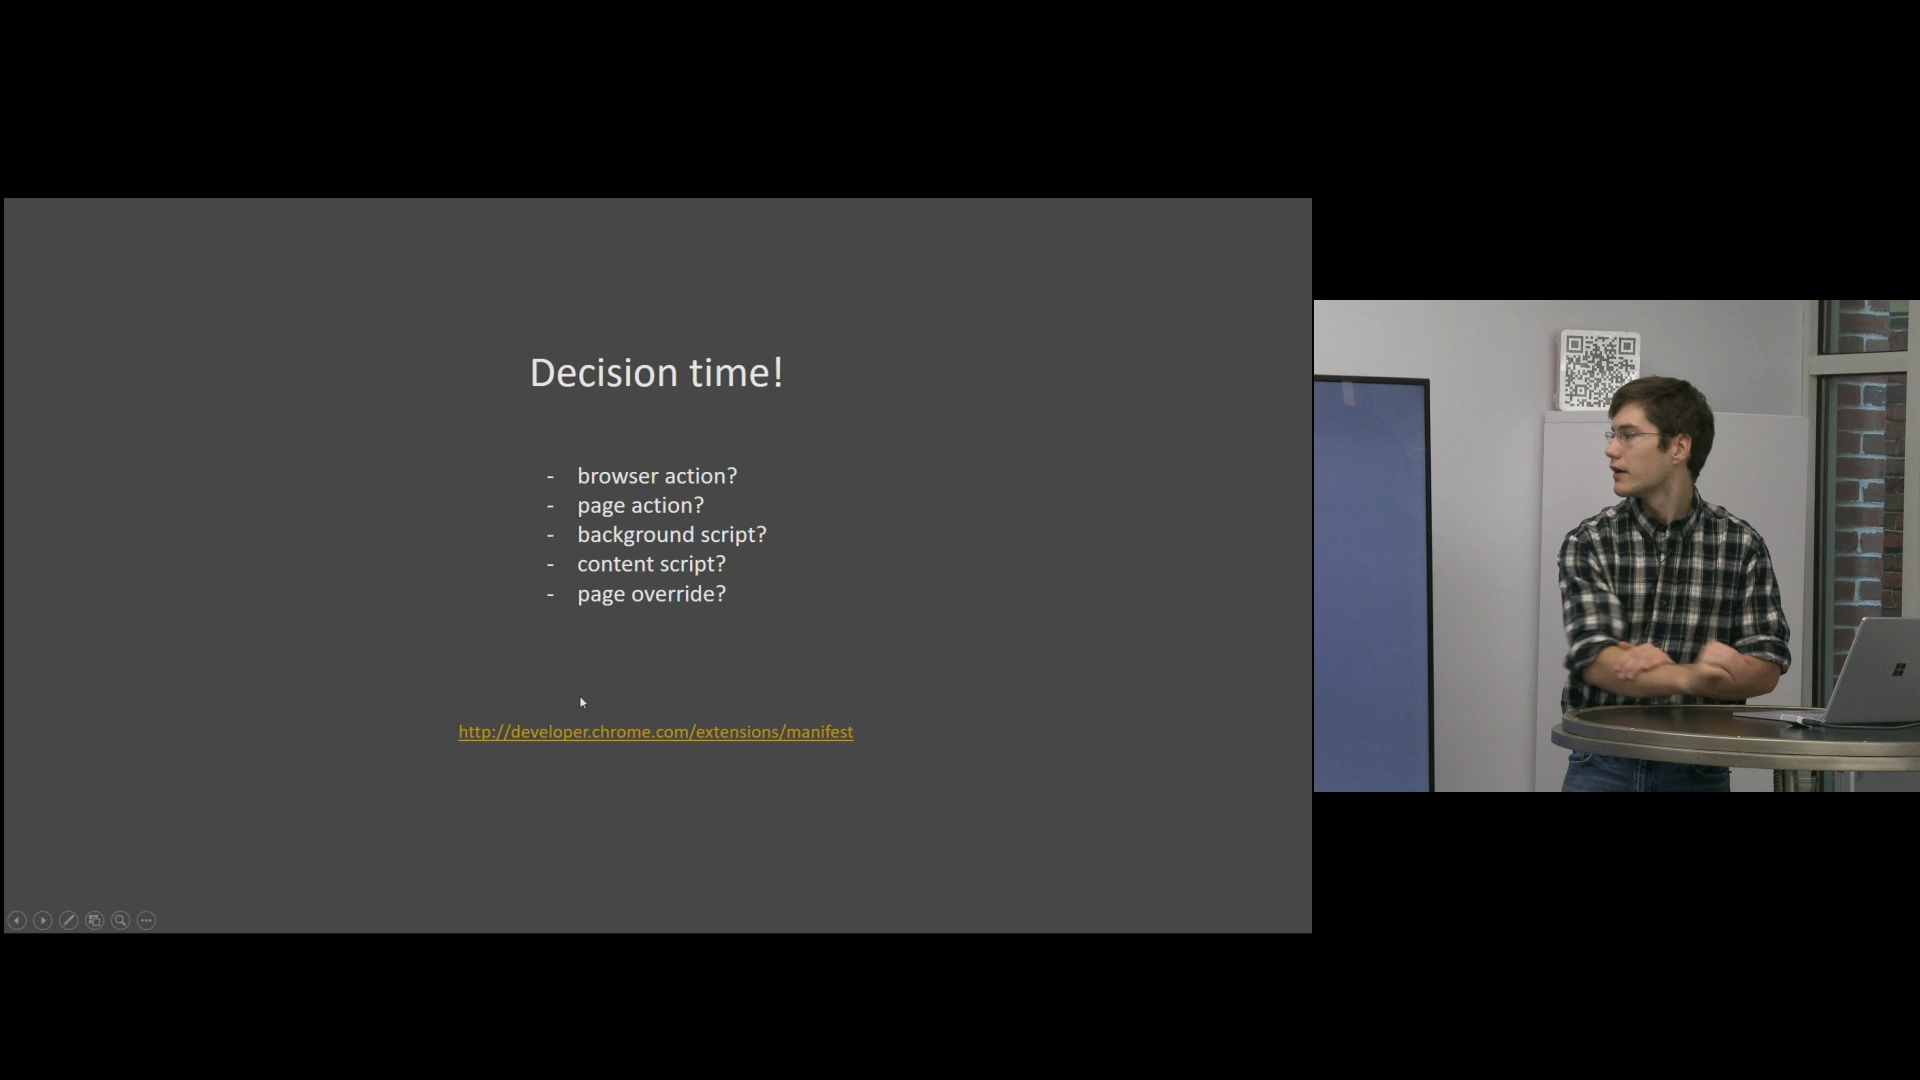 Decision time!
- browser action?
- page action?
- background script?
- content script?
- page override?
http://developer.chrome.com/extensions/manifest